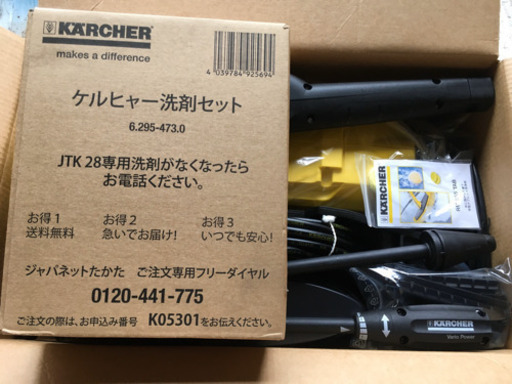 KÄRCHER
makes a difference
4 039784 925694
ケルヒャー洗剤セット
6.295-473.0
JTK 28専用洗剤がなくなったら
お電話ください。
お得1 お得2 お得3
送料無料 急いでお届け! いつでも安心!
ジャパネットたかた ご注文専用フリーダイヤル
0120-441-775
ご注文の際は、お申込み番号 K05301をお伝えください。
KÄRCHER
KÄRCHER
Vario Power